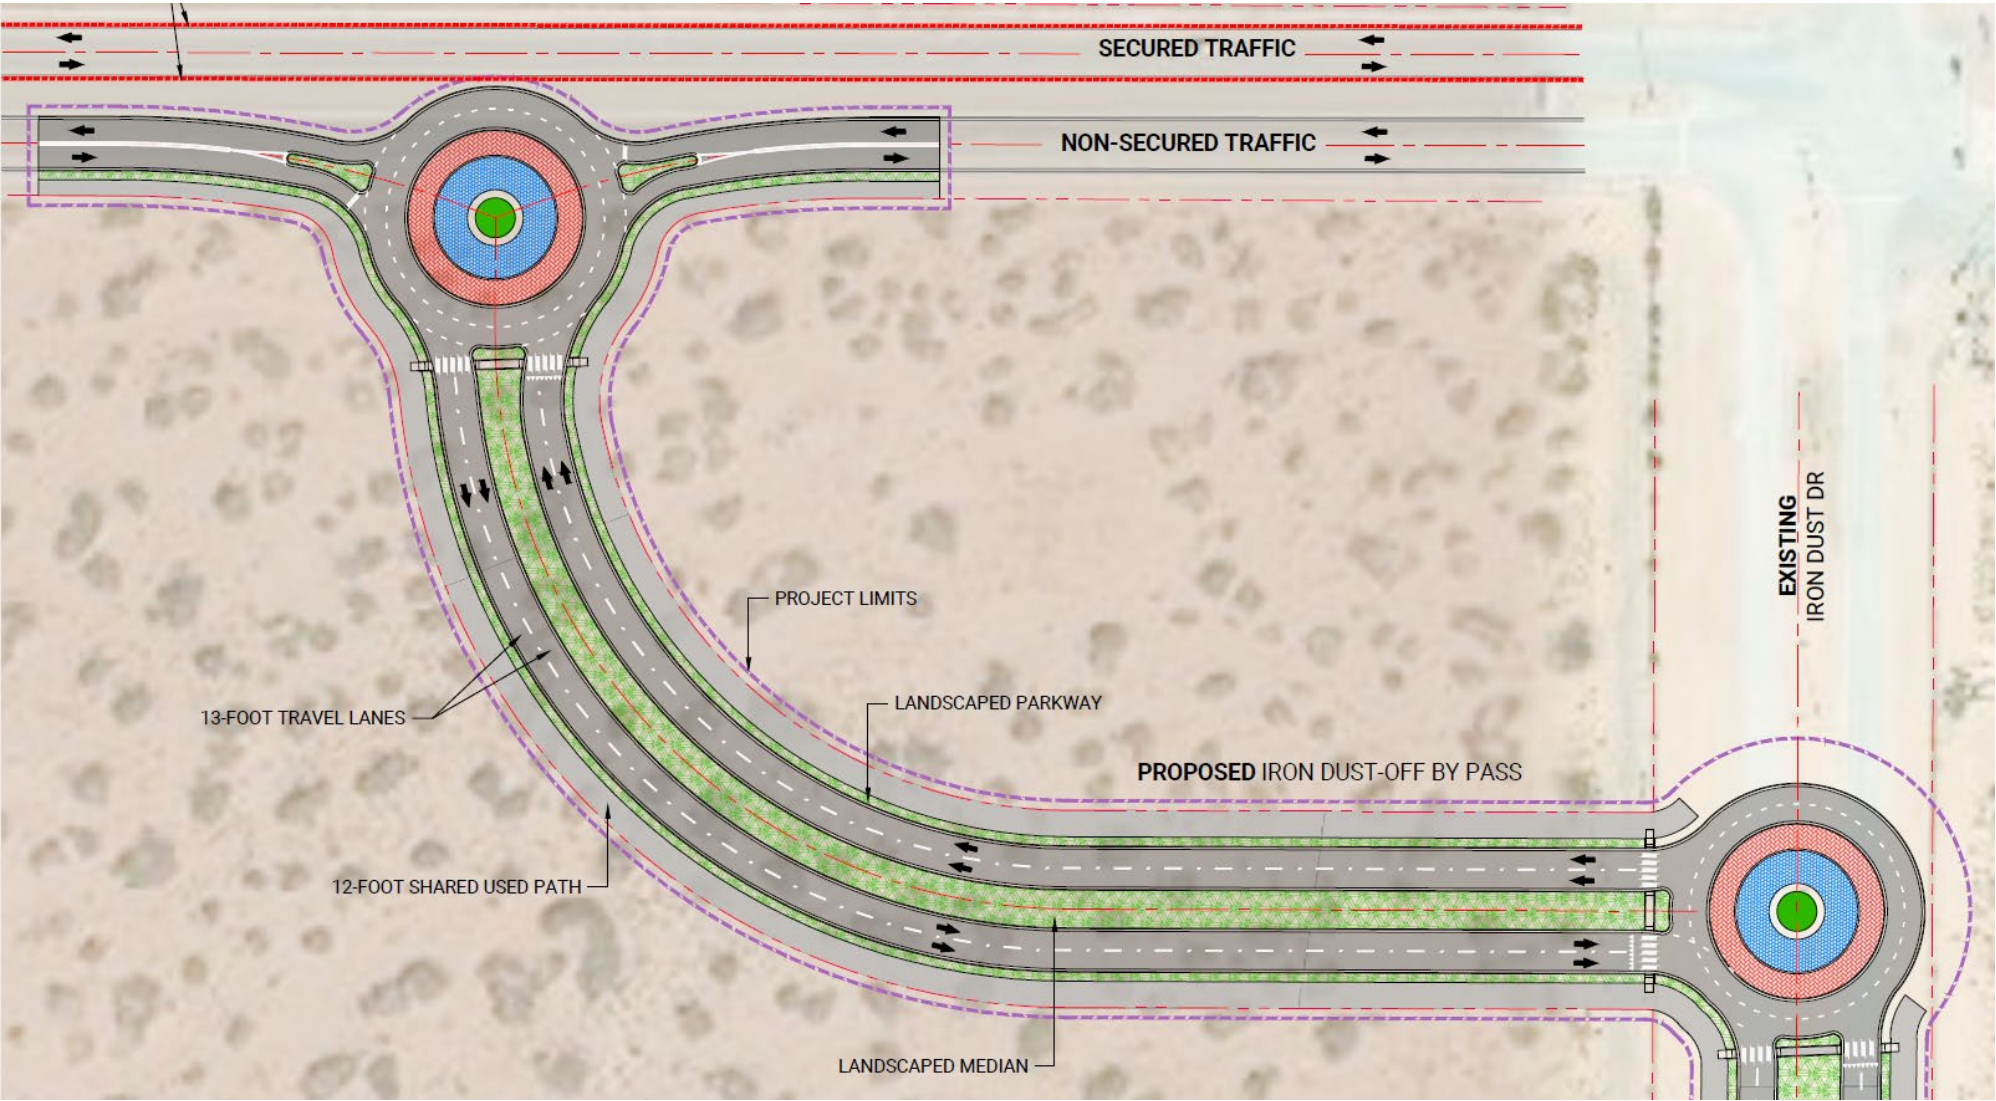 SECURED TRAFFIC
NON-SECURED TRAFFIC
EXISTING
IRON DUST DR
PROJECT LIMITS
LANDSCAPED PARKWAY
13-FOOT TRAVEL LANES
PROPOSED IRON DUST-OFF BY PASS
12-FOOT SHARED USED PATH
LANDSCAPED MEDIAN